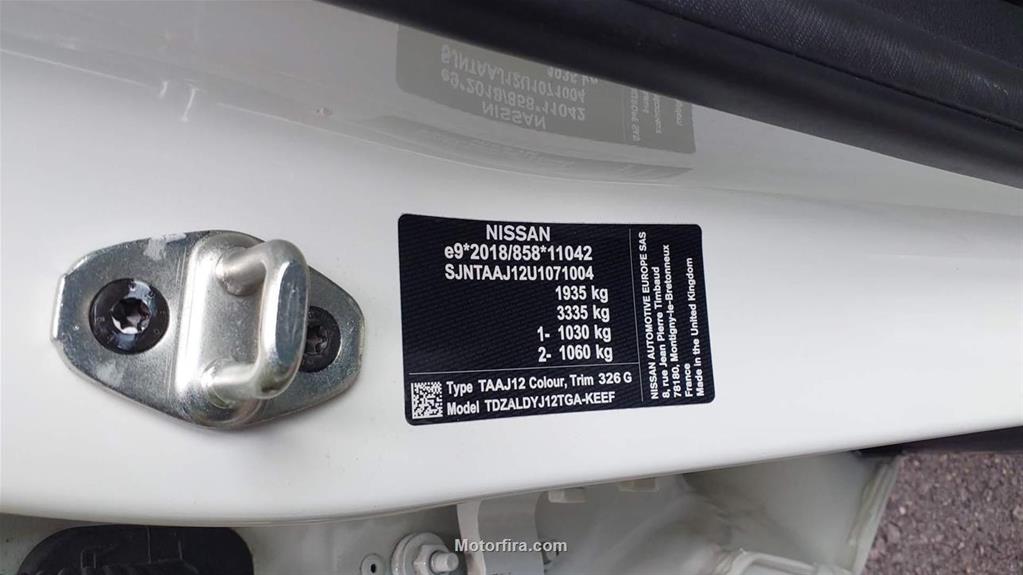 NISSAN
e9*2018/858*11042
SJNTAAJ12U1071004
1935 kg
3335 kg
1- 1030 kg
2- 1060 kg
Type TAAJ12 Colour, Trim 326 G
Model TDZALDYJ12TGA-KEEF
NISSAN AUTOMOTIVE EUROPE SAS
8, rue Jean Pierre Timbaud
78180, Montigny-le-Bretonneux
France
Made in the United Kingdom
Motorfira.com